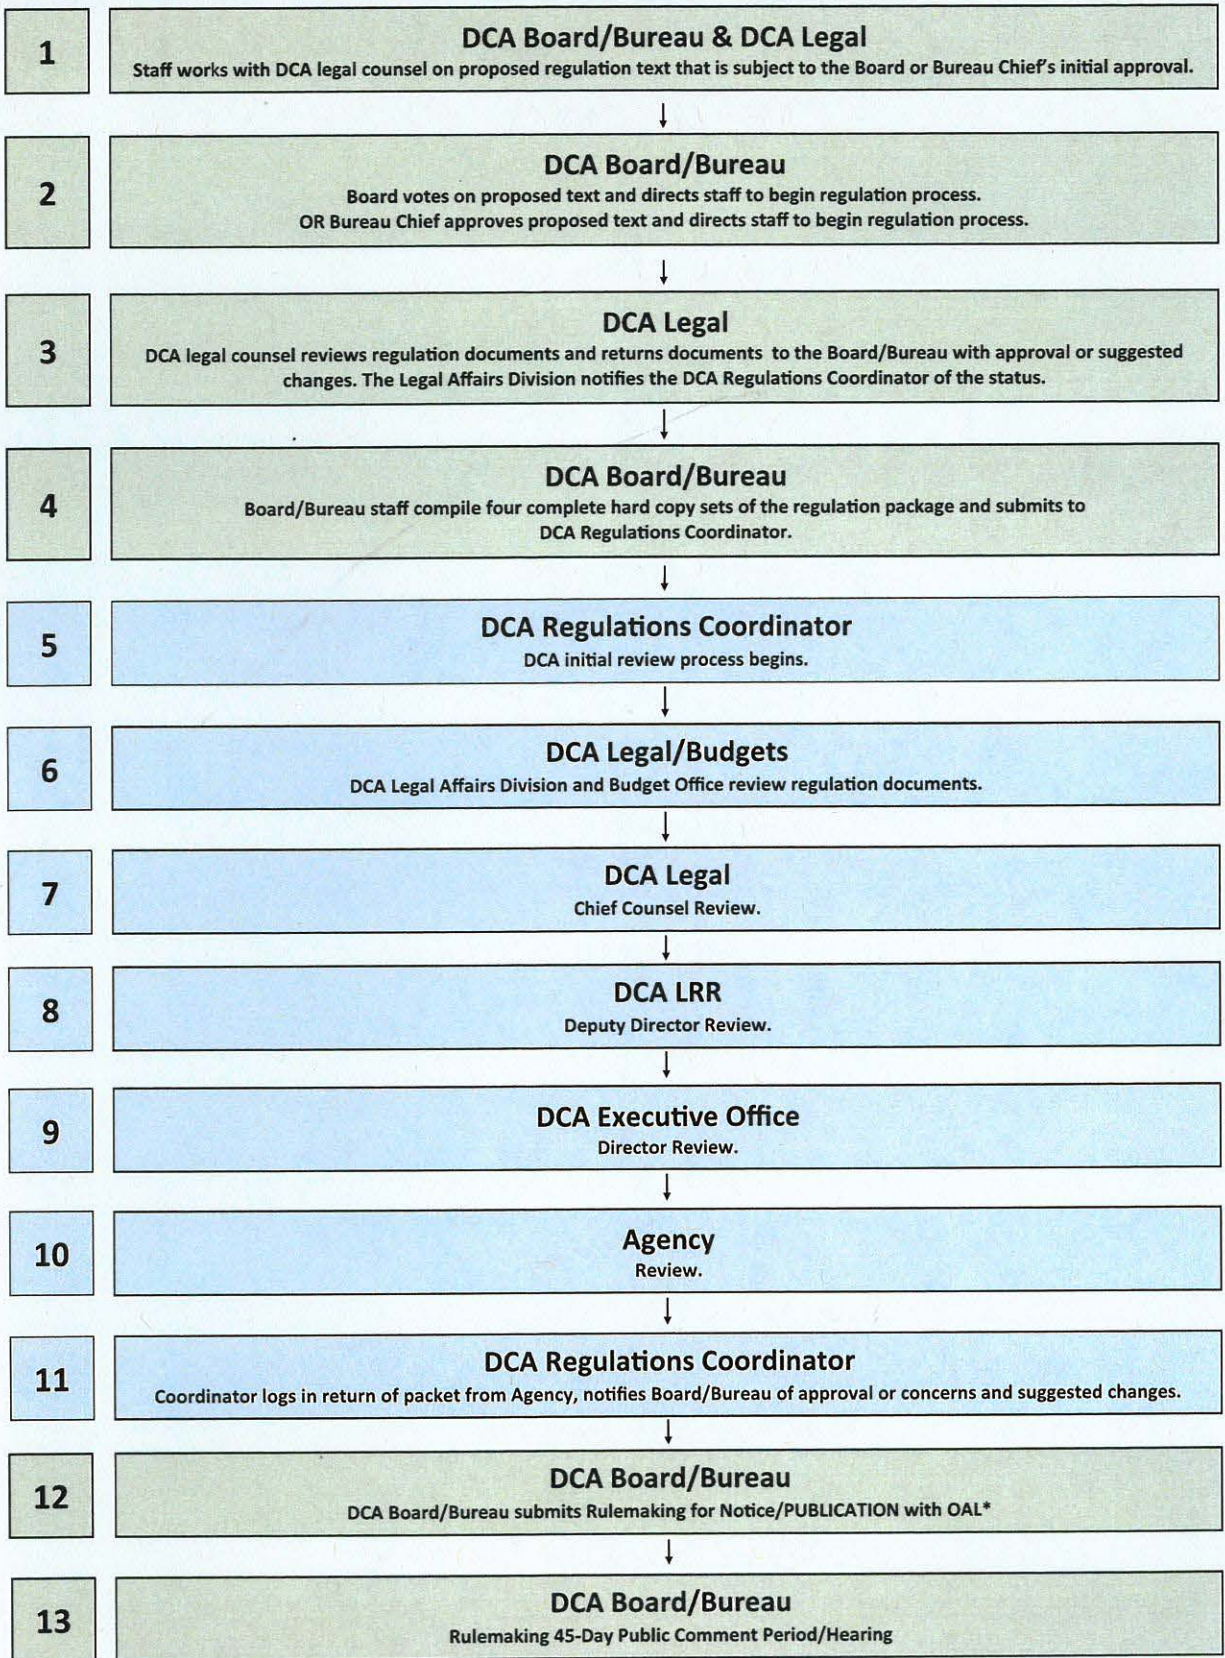 1
DCA Board/Bureau & DCA Legal
Staff works with DCA legal counsel on proposed regulation text that is subject to the Board or Bureau Chief's initial approval.
2
DCA Board/Bureau
Board votes on proposed text and directs staff to begin regulation process.
OR Bureau Chief approves proposed text and directs staff to begin regulation process.
3
DCA Legal
DCA legal counsel reviews regulation documents and returns documents to the Board/Bureau with approval or suggested
changes. The Legal Affairs Division notifies the DCA Regulations Coordinator of the status.
4
DCA Board/Bureau
Board/Bureau staff compile four complete hard copy sets of the regulation package and submits to
DCA Regulations Coordinator.
5
DCA Regulations Coordinator
DCA initial review process begins.
6
DCA Legal/Budgets
DCA Legal Affairs Division and Budget Office review regulation documents.
7
DCA Legal
Chief Counsel Review.
8
DCA LRR
Deputy Director Review.
9
DCA Executive Office
Director Review.
10
Agency
Review.
11
DCA Regulations Coordinator
Coordinator logs in return of packet from Agency, notifies Board/Bureau of approval or concerns and suggested changes.
12
DCA Board/Bureau
DCA Board/Bureau submits Rulemaking for Notice/PUBLICATION with OAL*
13
DCA Board/Bureau
Rulemaking 45-Day Public Comment Period/Hearing